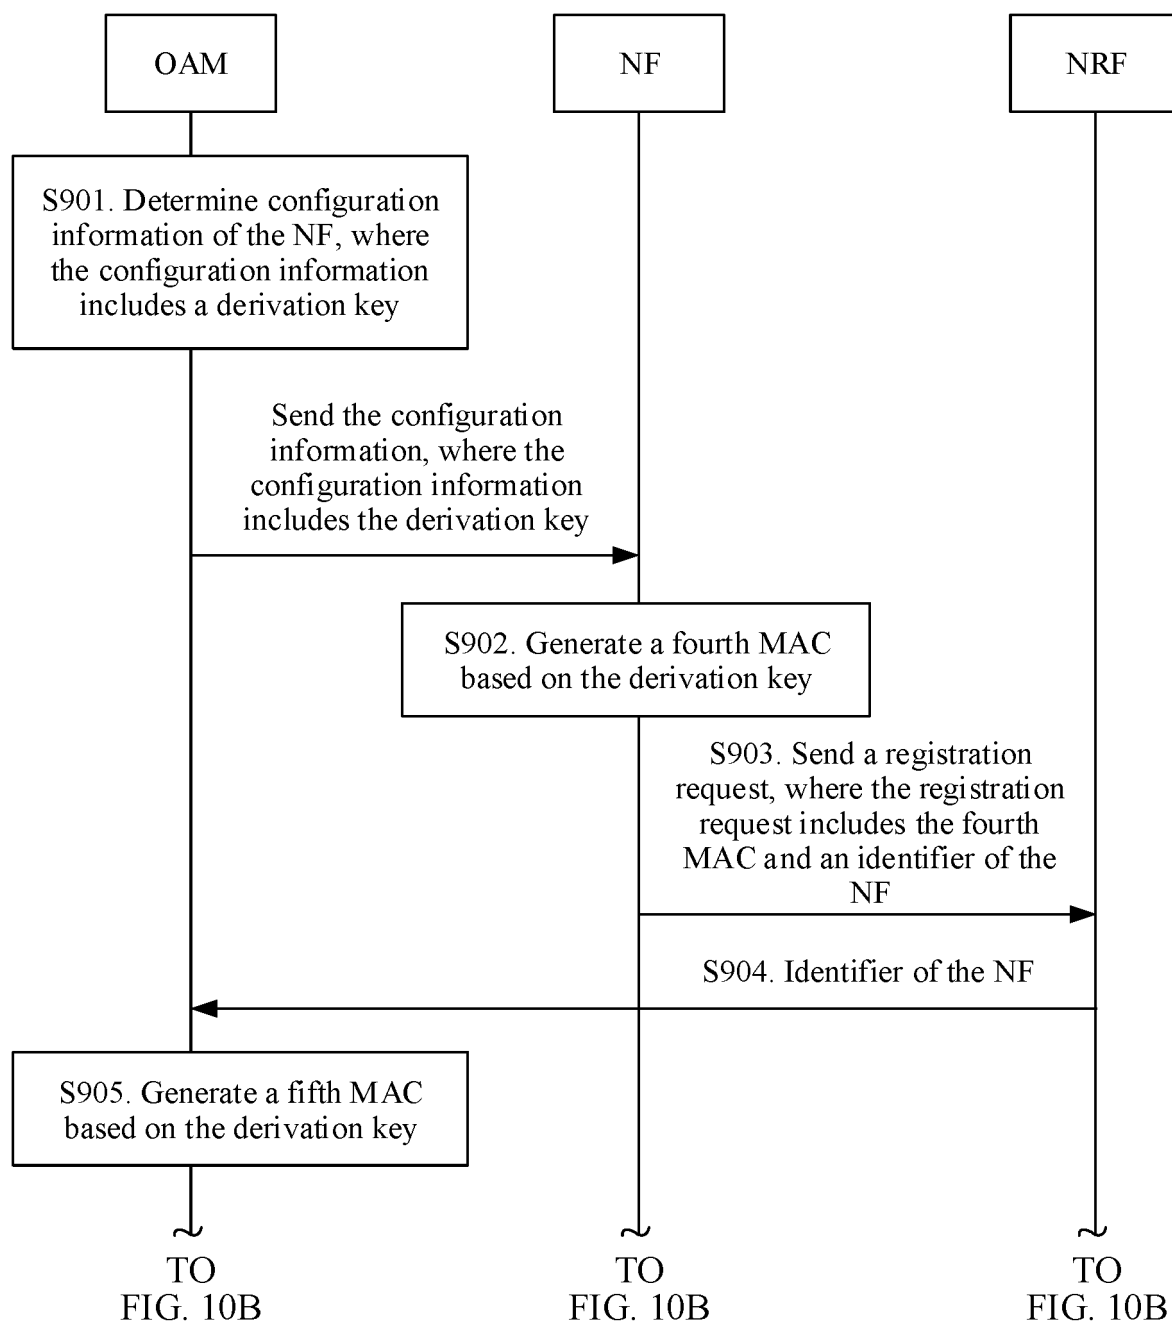 OAM
NF
NRF
S901. Determine configuration
information of the NF, where
the configuration information
includes a derivation key
Send the configuration
information, where the
configuration information
includes the derivation key
S902. Generate a fourth MAC
based on the derivation key
S903. Send a registration
request, where the registration
request includes the fourth
MAC and an identifier of the
NF
S904. Identifier of the NF
S905. Generate a fifth MAC
based on the derivation key
TO
FIG. 10B
TO
FIG. 10B
TO
FIG. 10B